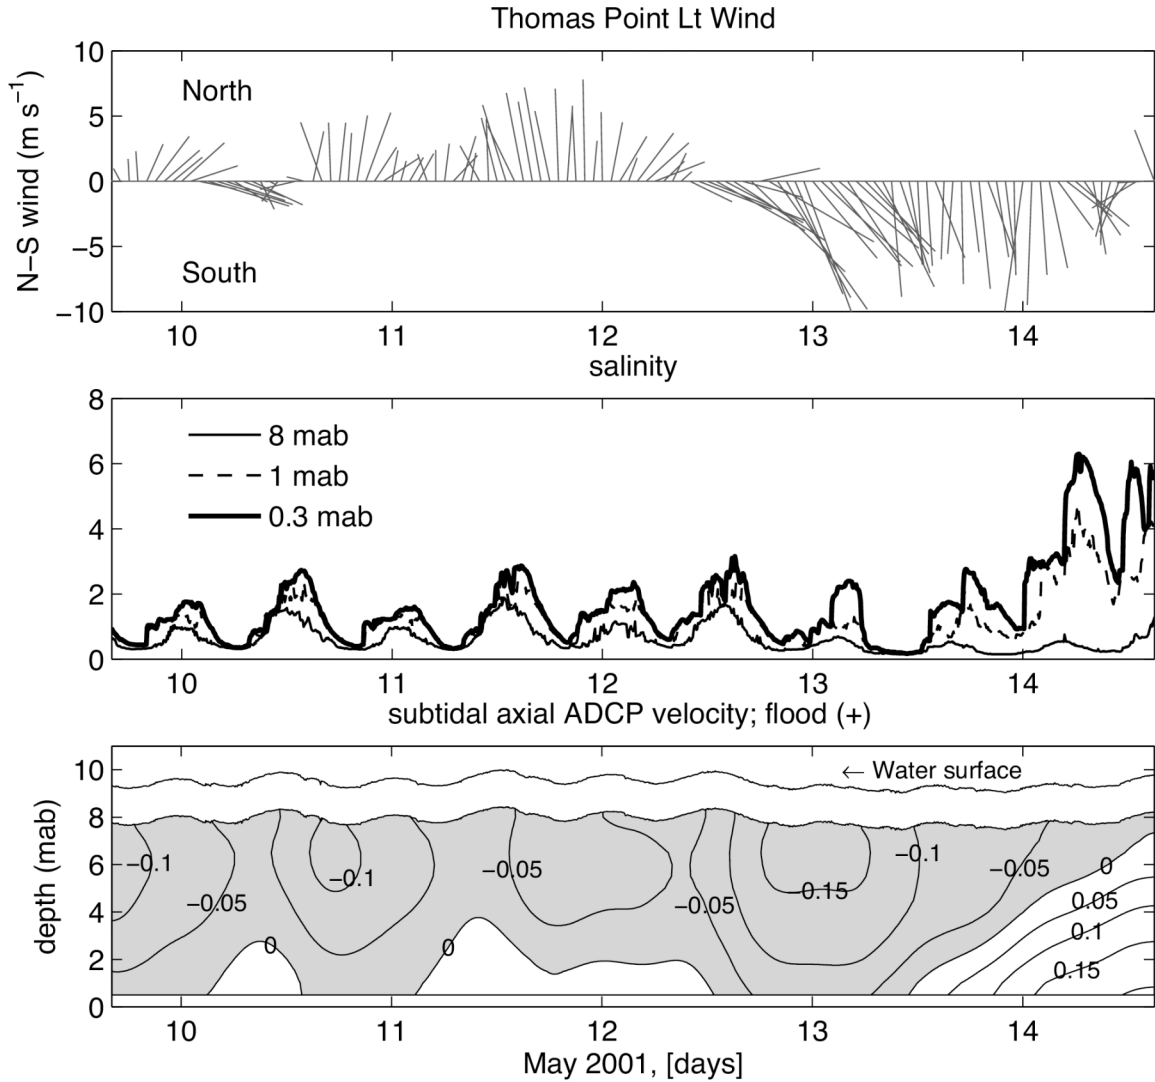 Thomas Point Lt Wind
10
5
0
−5
−10
N−S wind (m s⁻¹)
North
South
10 11 12 13 14
salinity
8
6
4
2
0
8 mab
1 mab
0.3 mab
10 11 12 13 14
subtidal axial ADCP velocity; flood (+)
10
8
6
4
2
0
depth (mab)
← Water surface
−0.1 −0.05 0 −0.1 0 −0.05 −0.05 0.15 −0.1 −0.05 0 0.05 0.1 0.15
10 11 12 13 14
May 2001, [days]